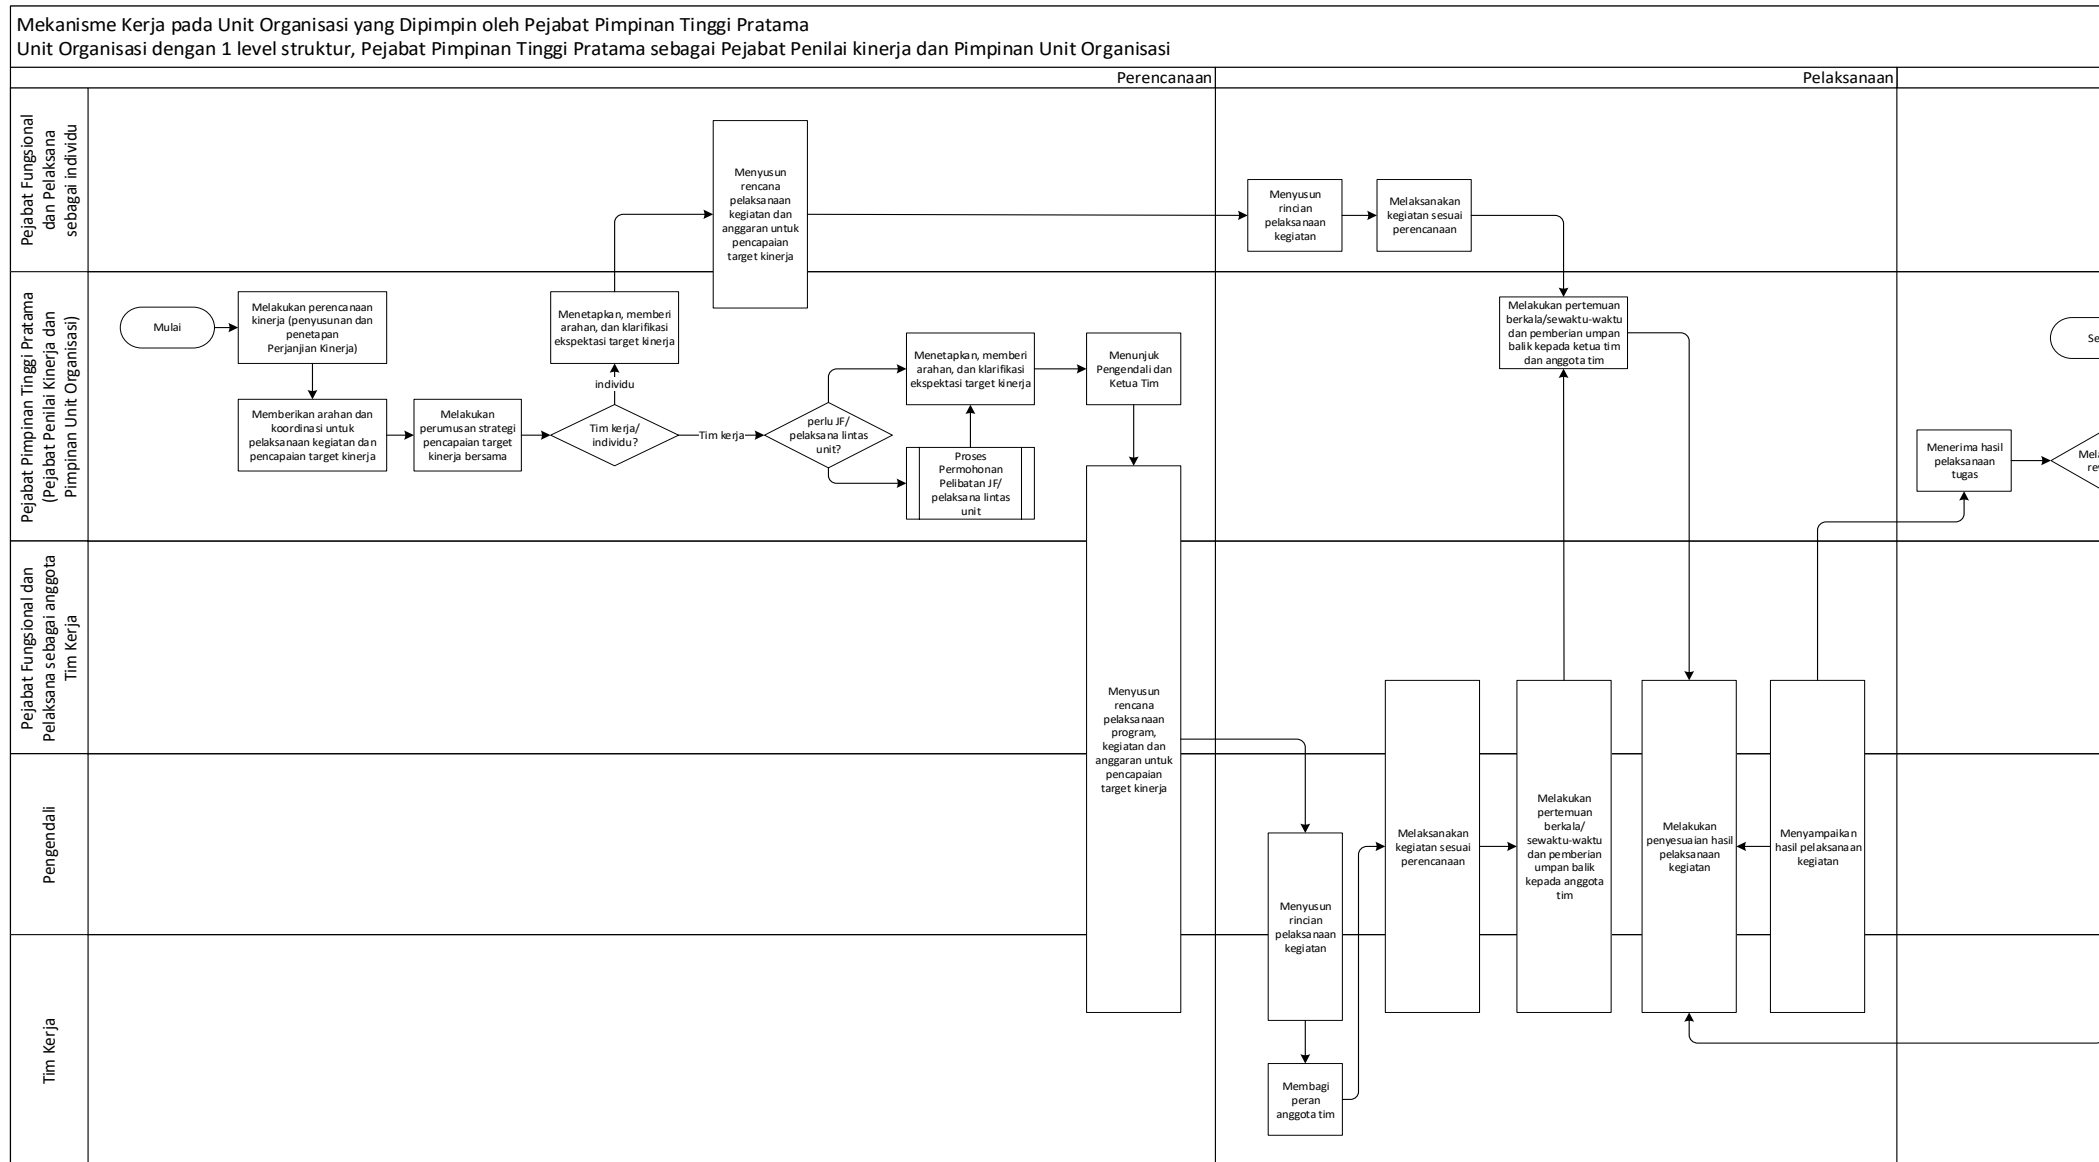 Mekanisme Kerja pada Unit Organisasi yang Dipimpin oleh Pejabat Pimpinan Tinggi Pratama
Unit Organisasi dengan 1 level struktur, Pejabat Pimpinan Tinggi Pratama sebagai Pejabat Penilai kinerja dan Pimpinan Unit Organisasi
Perencanaan
Pelaksanaan
Pejabat Fungsional
dan Pelaksana
sebagai individu
Menyusun
rencana
pelaksanaan
kegiatan dan
anggaran untuk
pencapaian
target kinerja
Menyusun
rincian
pelaksanaan
kegiatan
Melaksanakan
kegiatan sesuai
perencanaan
Pejabat Pimpinan Tinggi Pratama
(Pejabat Penilai Kinerja dan
Pimpinan Unit Organisasi)
Mulai
Melakukan perencanaan
kinerja (penyusunan dan
penetapan
Perjanjian Kinerja)
Memberikan arahan dan
koordinasi untuk
pelaksanaan kegiatan dan
pencapaian target kinerja
Melakukan
perumusan strategi
pencapaian target
kinerja bersama
Menetapkan, memberi
arahan, dan klarifikasi
ekspektasi target kinerja
individu
Tim kerja/
individu?
Tim kerja
perlu JF/
pelaksana lintas
unit?
Menetapkan, memberi
arahan, dan klarifikasi
ekspektasi target kinerja
Proses
Permohonan
Pelibatan JF/
pelaksana lintas
unit
Menunjuk
Pengendali dan
Ketua Tim
Melakukan pertemuan
berkala/sewaktu-waktu
dan pemberian umpan
balik kepada ketua tim
dan anggota tim
Menerima hasil
pelaksanaan
tugas
Se
Mela
rev
Pejabat Fungsional dan
Pelaksana sebagai anggota
Tim Kerja
Menyusun
rencana
pelaksanaan
program,
kegiatan dan
anggaran untuk
pencapaian
target kinerja
Pengendali
Menyusun
rincian
pelaksanaan
kegiatan
Melaksanakan
kegiatan sesuai
perencanaan
Melakukan
pertemuan
berkala/
sewaktu-waktu
dan pemberian
umpan balik
kepada anggota
tim
Melakukan
penyesuaian hasil
pelaksanaan
kegiatan
Menyampaikan
hasil pelaksanaan
kegiatan
Tim Kerja
Membagi
peran
anggota tim